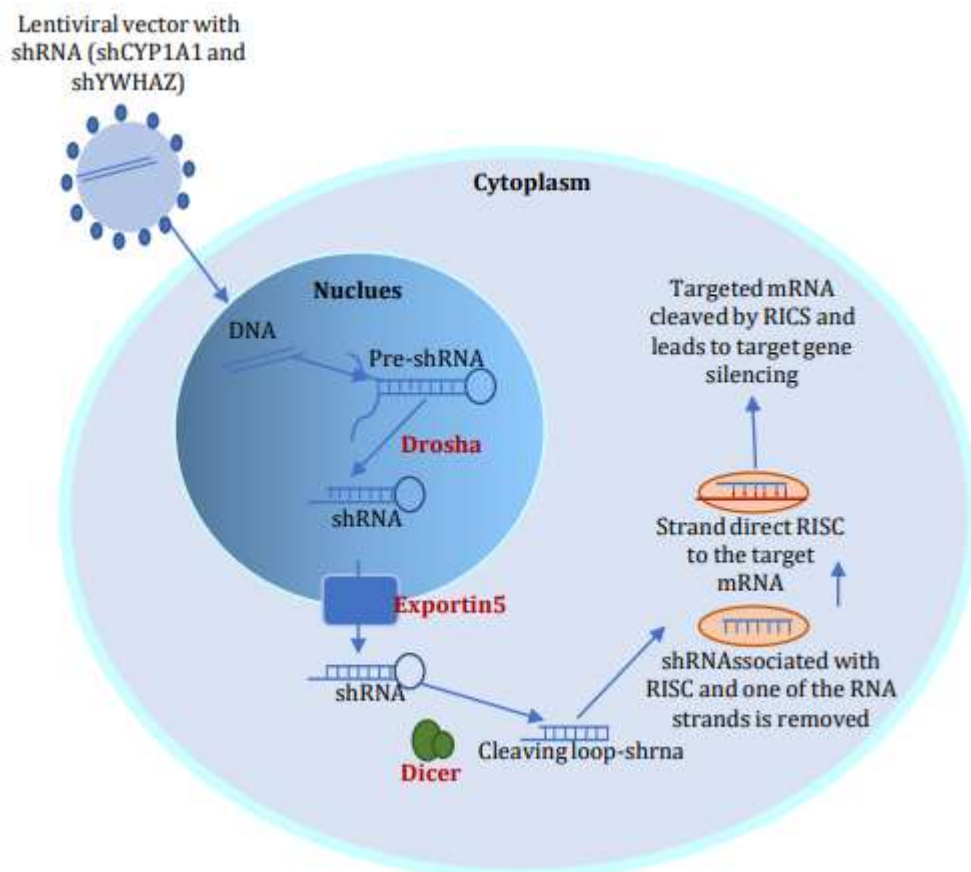 Lentiviral vector with
shRNA (shCYP1A1 and
shYWHAZ)
Cytoplasm
Nuclues
DNA
Pre-shRNA
Drosha
shRNA
Exportin5
shRNA
Dicer
Cleaving loop-shrna
Targeted mRNA
cleaved by RICS and
leads to target gene
silencing
Strand direct RISC
to the target
mRNA
shRNAssociated with
RISC and one of the RNA
strands is removed